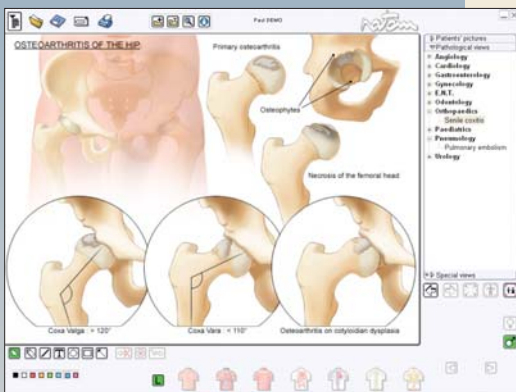 Paul DEMO
OSTEOARTHRITIS OF THE HIP
Primary osteoarthritis
Osteophytes
Necrosis of the femoral head
Coxa Valga : > 120°
Coxa Vara : < 110°
Osteoarthritis on cotyloidian dysplasis
Patients' pictures
Pathological views
Angiology
Cardiology
Gastroenterology
Gynecology
E.N.T.
Odontology
Orthopaedics
Senile coxitis
Paediatrics
Pneumology
Pulmonary embolism
Urology
Special views
T
L